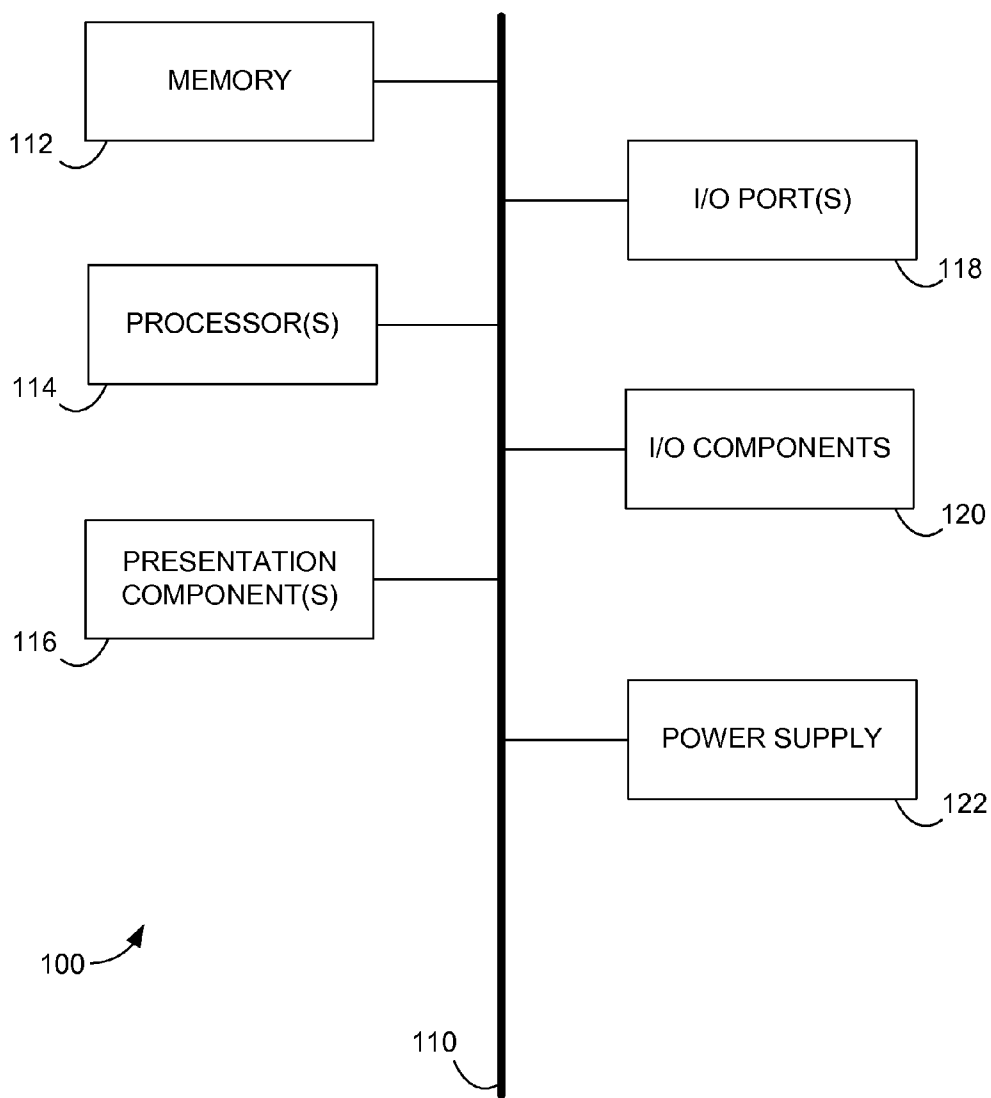 MEMORY
112
I/O PORT(S)
118
PROCESSOR(S)
114
I/O COMPONENTS
120
PRESENTATION
COMPONENT(S)
116
POWER SUPPLY
122
100
110